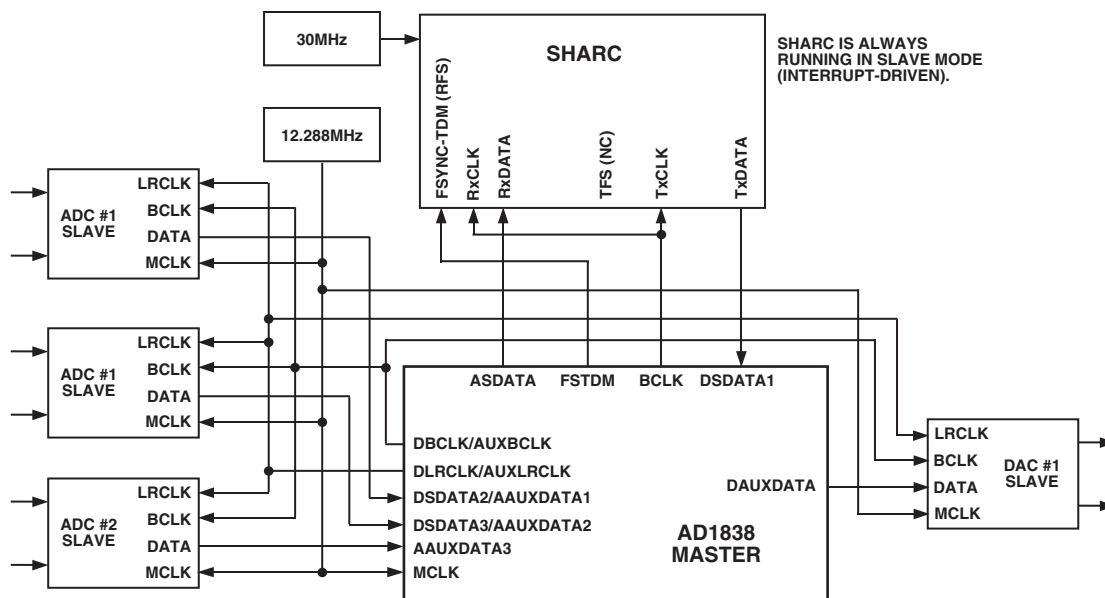 30MHz
12.288MHz
SHARC
SHARC IS ALWAYS
RUNNING IN SLAVE MODE
(INTERRUPT-DRIVEN).
FSYNC-TDM (RFS)
RxCLK
RxDATA
TFS (NC)
TxCLK
TxDATA
ADC #1
SLAVE
LRCLK
BCLK
DATA
MCLK
ADC #1
SLAVE
LRCLK
BCLK
DATA
MCLK
ADC #2
SLAVE
LRCLK
BCLK
DATA
MCLK
ASDATA
FSTDM
BCLK
DSDATA1
DBCLK/AUXBCLK
DLRCLK/AUXLRCLK
DSDATA2/AAUXDATA1
DSDATA3/AAUXDATA2
AAUXDATA3
MCLK
DAUXDATA
AD1838
MASTER
LRCLK
BCLK
DATA
MCLK
DAC #1
SLAVE